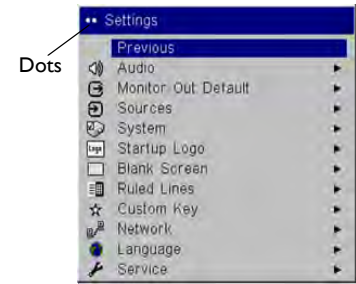 Settings
Dots
Previous
Audio
Monitor Out Default
Sources
System
Logo Startup Logo
Blank Screen
Ruled Lines
Custom Key
Network
Language
Service